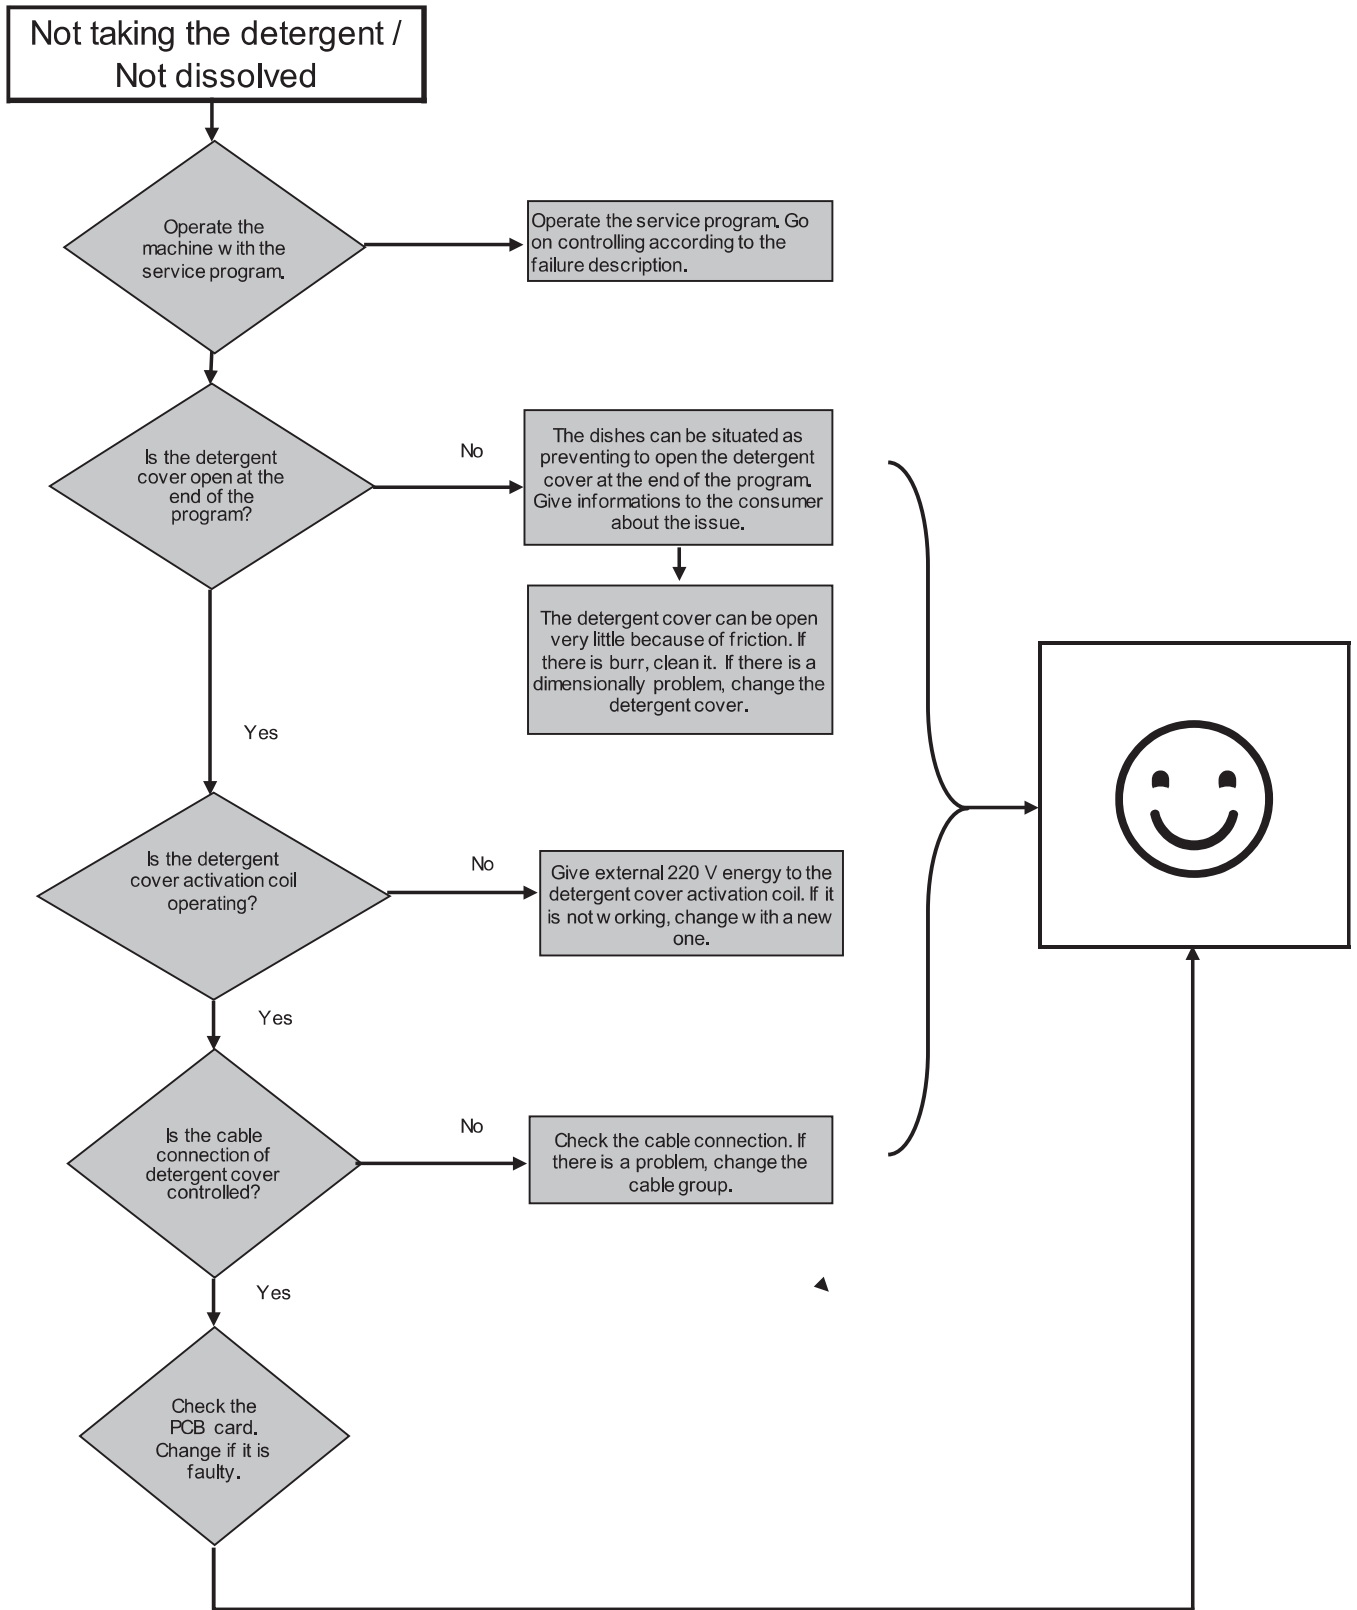 Not taking the detergent /
Not dissolved
Operate the
machine with the
service program.
Operate the service program. Go
on controlling according to the
failure description.
Is the detergent
cover open at the
end of the
program?
No
The dishes can be situated as
preventing to open the detergent
cover at the end of the program.
Give informations to the consumer
about the issue.
The detergent cover can be open
very little because of friction. If
there is burr, clean it. If there is a
dimensionally problem, change the
detergent cover.
Yes
Is the detergent
cover activation coil
operating?
No
Give external 220 V energy to the
detergent cover activation coil. If it
is not working, change with a new
one.
Yes
Is the cable
connection of
detergent cover
controlled?
No
Check the cable connection. If
there is a problem, change the
cable group.
Yes
Check the
PCB card.
Change if it is
faulty.